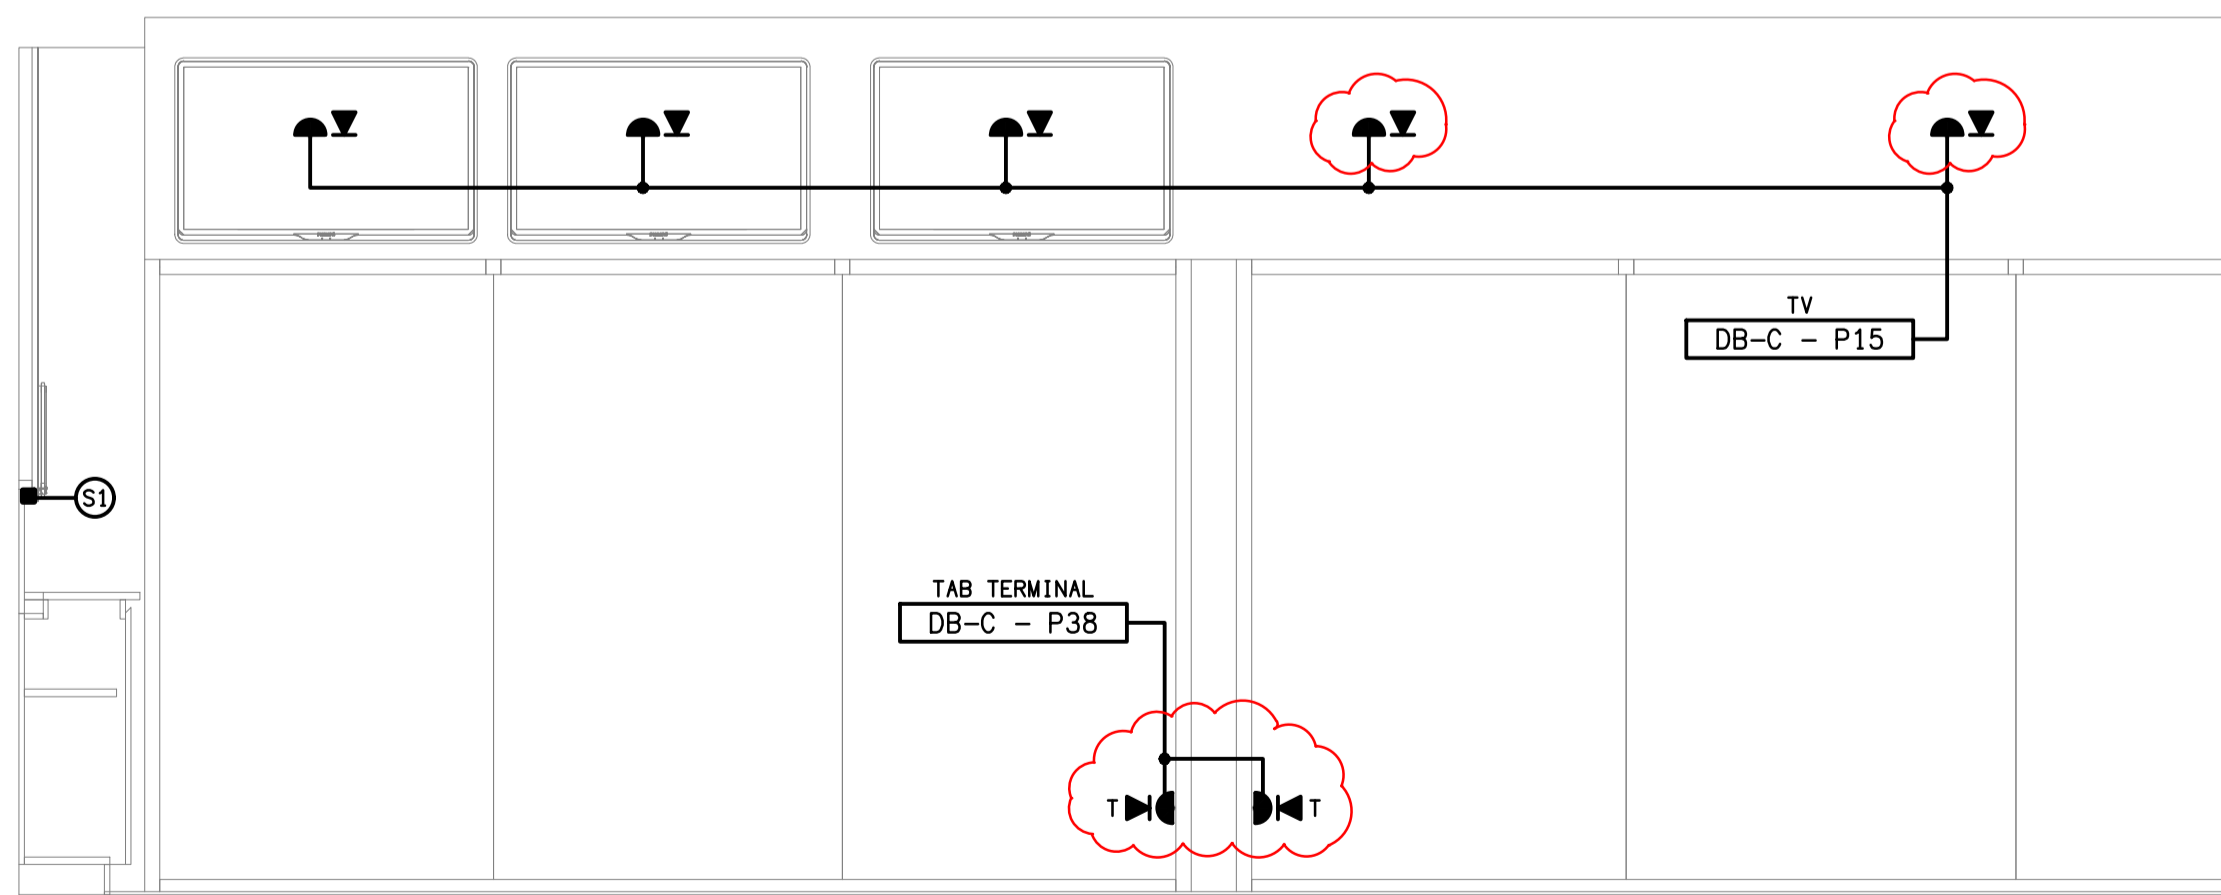 TV
DB-C - P15
S1
TAB TERMINAL
DB-C - P38
T T